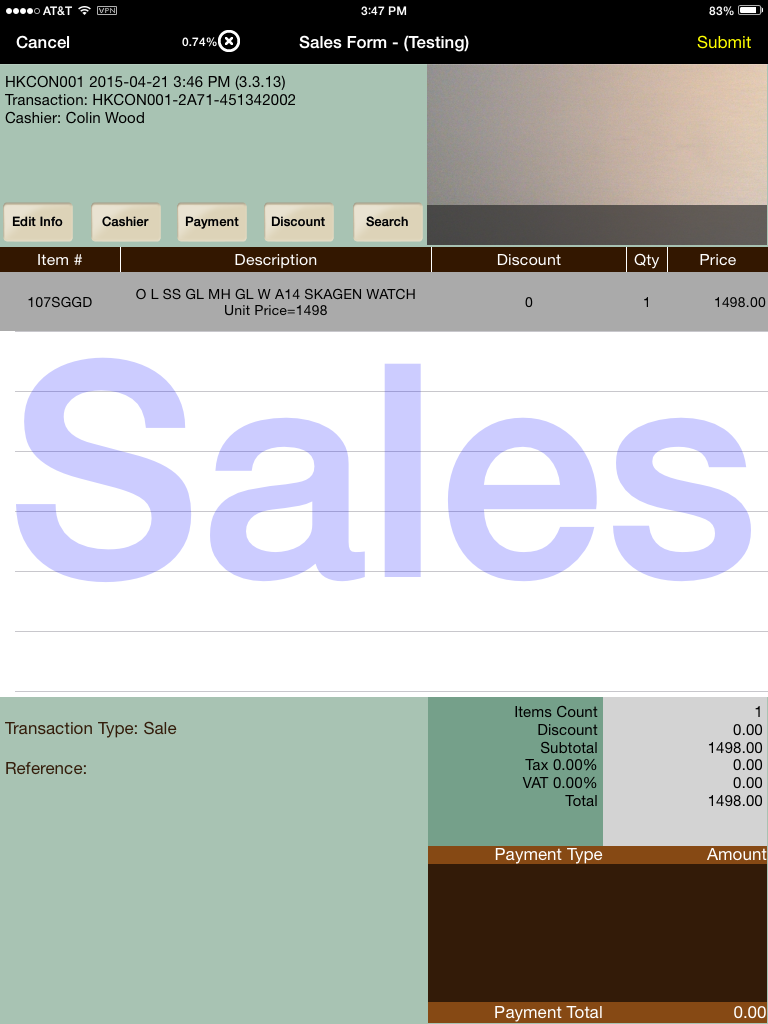 AT&T VPN 3:47 PM 83%
Cancel 0.74% Sales Form - (Testing) Submit
HKCON001 2015-04-21 3:46 PM (3.3.13)
Transaction: HKCON001-2A71-451342002
Cashier: Colin Wood
Edit Info Cashier Payment Discount Search
Item # Description Discount Qty Price
107SGGD O L SS GL MH GL W A14 SKAGEN WATCH 0 1 1498.00
Unit Price=1498
Sales
Transaction Type: Sale
Reference:
Items Count 1
Discount 0.00
Subtotal 1498.00
Tax 0.00% 0.00
VAT 0.00% 0.00
Total 1498.00
Payment Type Amount
Payment Total 0.00